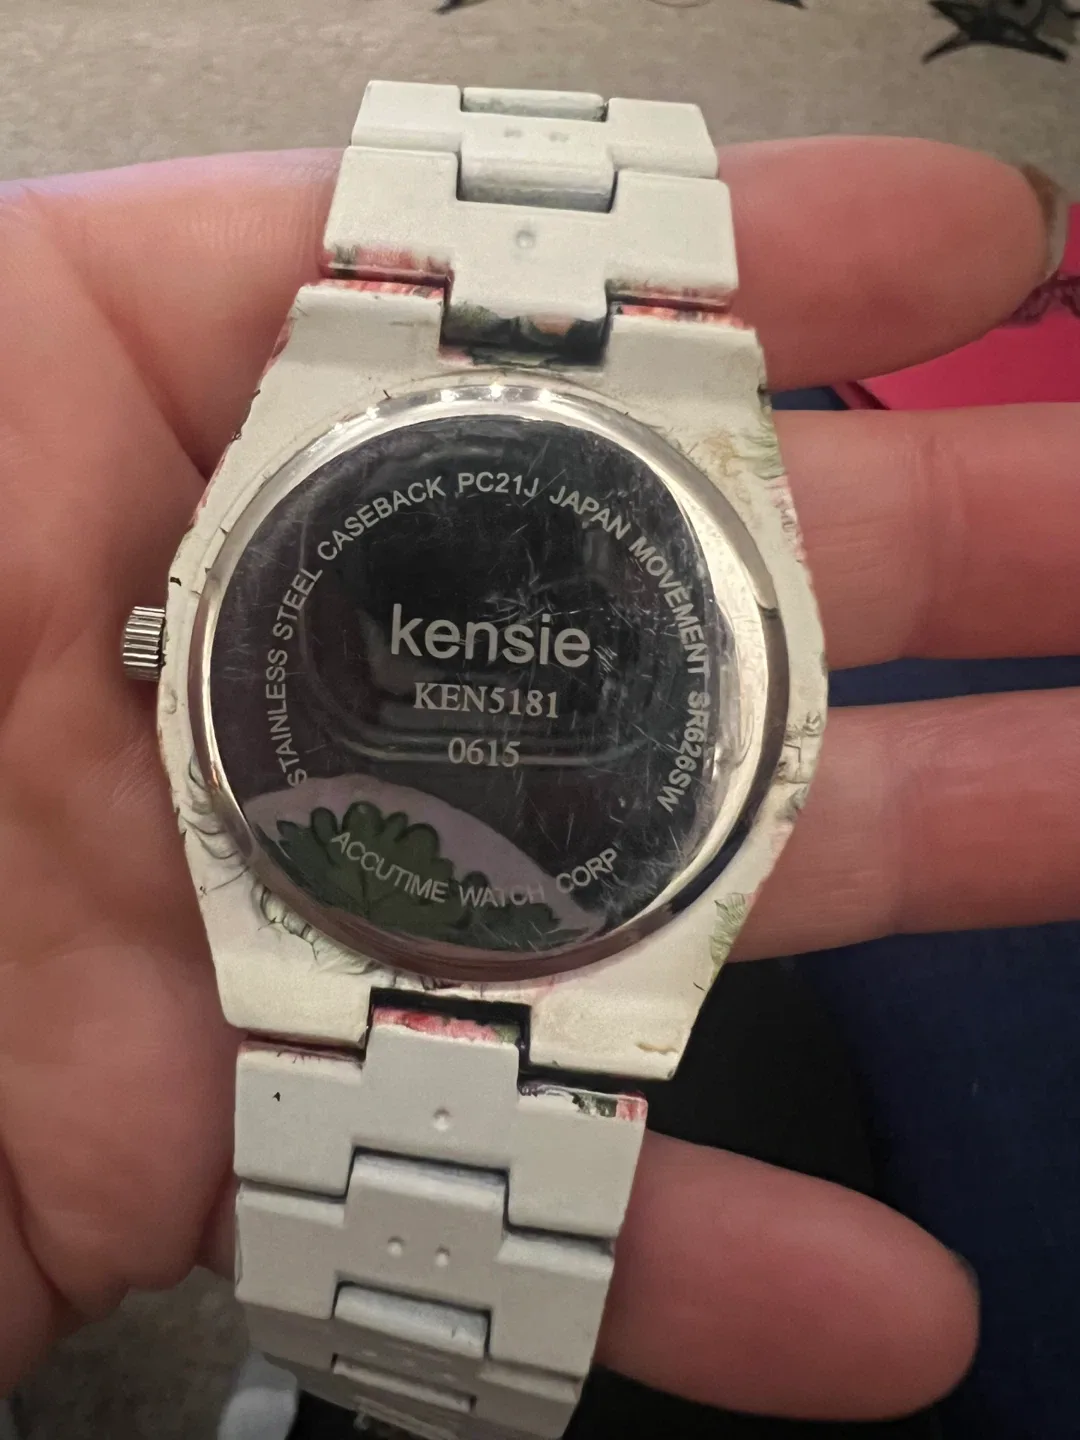 STAINLESS STEEL CASEBACK PC21J JAPAN MOVEMENT SR626SW
kensie
KEN5181
0615
ACCUTIME WATCH CORP